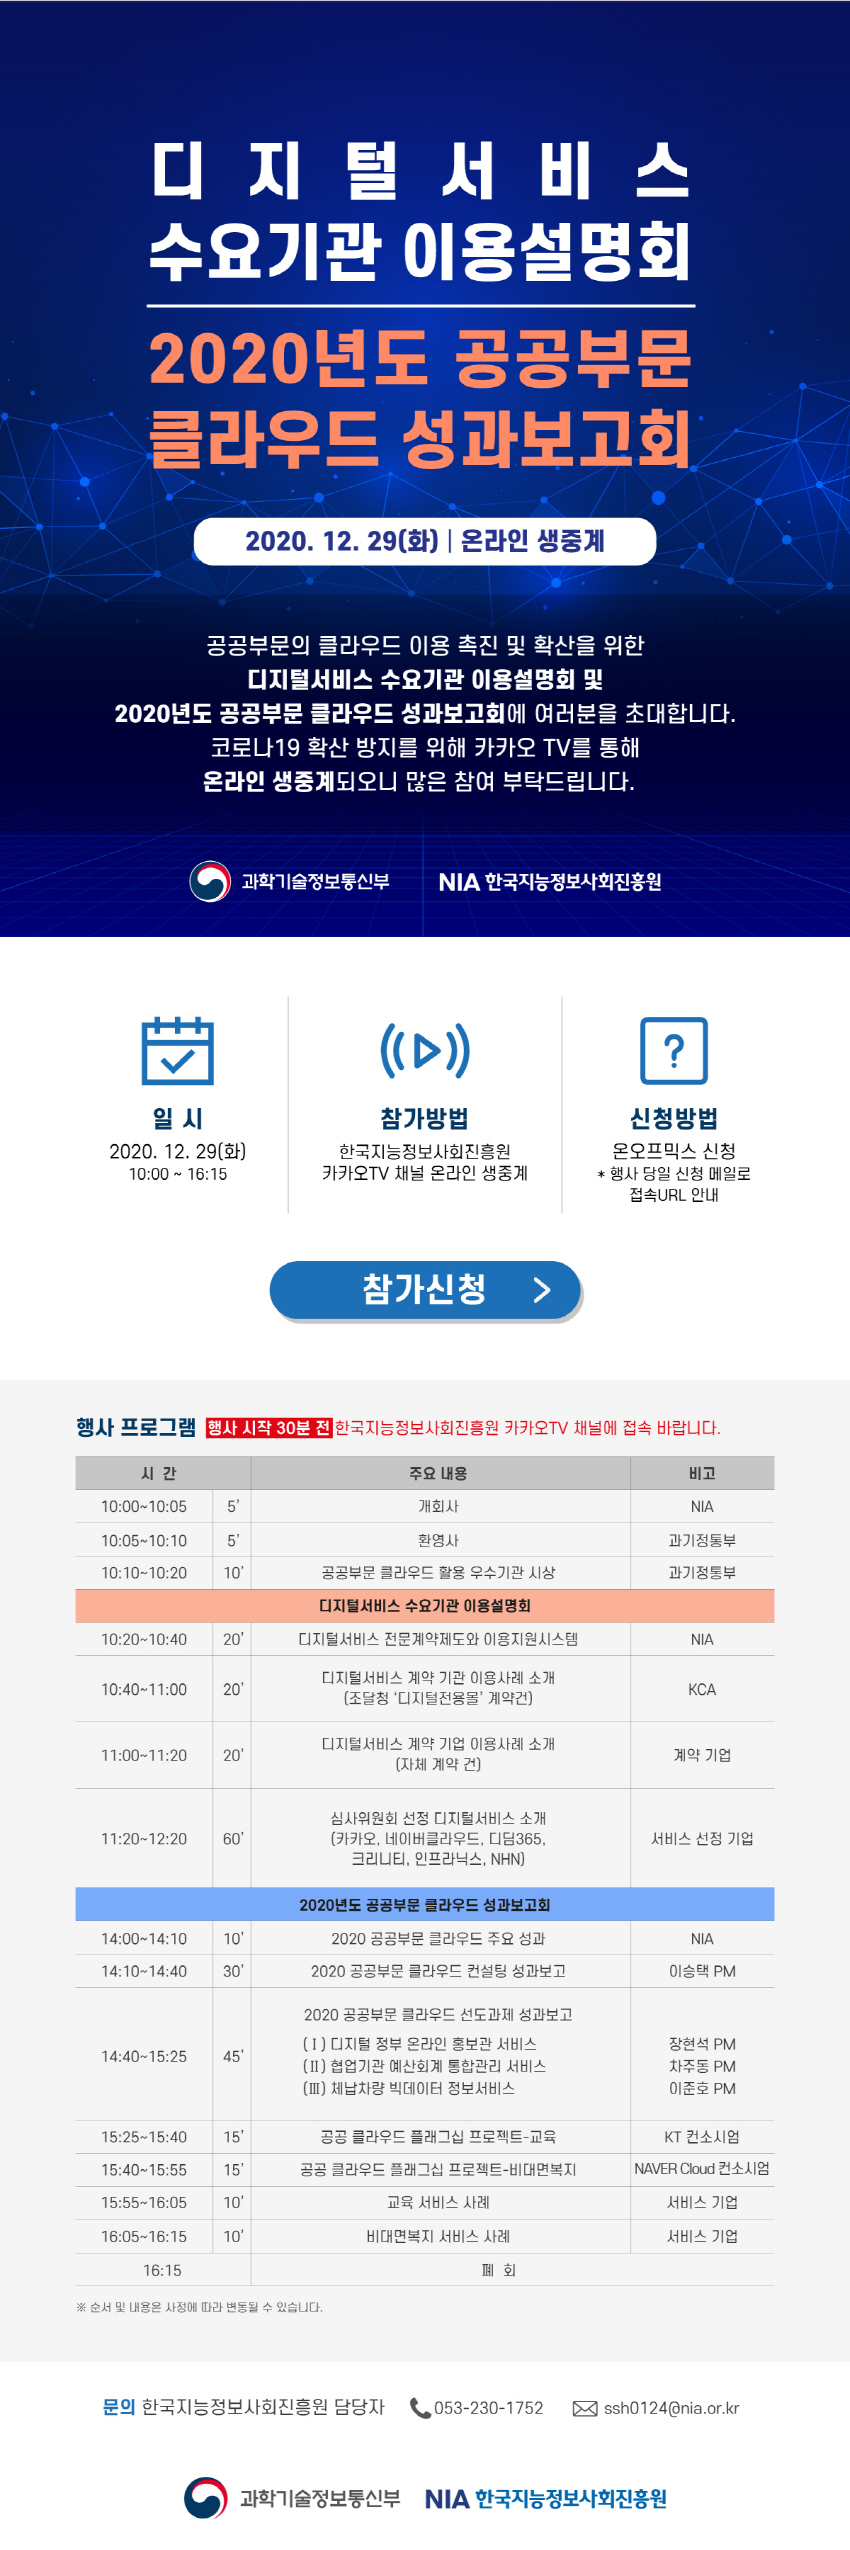 디지털서비스
수요기관 이용설명회
2020년도 공공부문
클라우드 성과보고회
2020. 12. 29(화) | 온라인 생중계
공공부문의 클라우드 이용 촉진 및 확산을 위한
디지털서비스 수요기관 이용설명회 및
2020년도 공공부문 클라우드 성과보고회에 여러분을 초대합니다.
코로나19 확산 방지를 위해 카카오 TV를 통해
온라인 생중계되오니 많은 참여 부탁드립니다.
과학기술정보통신부 NIA 한국지능정보사회진흥원
일 시
2020. 12. 29(화)
10:00 ~ 16:15
참가방법
한국지능정보사회진흥원
카카오TV 채널 온라인 생중계
?
신청방법
온오프믹스 신청
* 행사 당일 신청 메일로
접속URL 안내
참가신청 >
행사 프로그램 행사 시작 30분 전 한국지능정보사회진흥원 카카오TV 채널에 접속 바랍니다.
시 간 주요 내용 비고
10:00~10:05 5’ 개회사 NIA
10:05~10:10 5’ 환영사 과기정통부
10:10~10:20 10’ 공공부문 클라우드 활용 우수기관 시상 과기정통부
디지털서비스 수요기관 이용설명회
10:20~10:40 20’ 디지털서비스 전문계약제도와 이용지원시스템 NIA
10:40~11:00 20’ 디지털서비스 계약 기관 이용사례 소개
(조달청 ‘디지털전용몰’ 계약건) KCA
11:00~11:20 20’ 디지털서비스 계약 기업 이용사례 소개
(자체 계약 건) 계약 기업
11:20~12:20 60’ 심사위원회 선정 디지털서비스 소개
(카카오, 네이버클라우드, 디딤365,
크리니티, 인프라닉스, NHN) 서비스 선정 기업
2020년도 공공부문 클라우드 성과보고회
14:00~14:10 10’ 2020 공공부문 클라우드 주요 성과 NIA
14:10~14:40 30’ 2020 공공부문 클라우드 컨설팅 성과보고 이승택 PM
14:40~15:25 45’ 2020 공공부문 클라우드 선도과제 성과보고
(Ⅰ) 디지털 정부 온라인 홍보관 서비스 장현석 PM
(Ⅱ) 협업기관 예산회계 통합관리 서비스 차주동 PM
(Ⅲ) 체납차량 빅데이터 정보서비스 이준호 PM
15:25~15:40 15’ 공공 클라우드 플래그십 프로젝트-교육 KT 컨소시엄
15:40~15:55 15’ 공공 클라우드 플래그십 프로젝트-비대면복지 NAVER Cloud 컨소시엄
15:55~16:05 10’ 교육 서비스 사례 서비스 기업
16:05~16:15 10’ 비대면복지 서비스 사례 서비스 기업
16:15 폐 회
※ 순서 및 내용은 사정에 따라 변동될 수 있습니다.
문의 한국지능정보사회진흥원 담당자 053-230-1752 ssh0124@nia.or.kr
과학기술정보통신부 NIA 한국지능정보사회진흥원